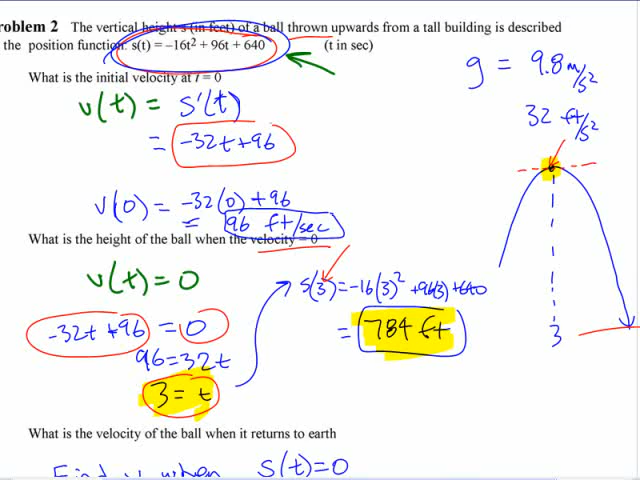 roblem 2 The vertical height s (in feet) of a ball thrown upwards from a tall building is described
the position function: s(t) = –16t² + 96t + 640 (t in sec)
What is the initial velocity at t = 0
v(t) = s'(t)
= -32t+96
v(0) = -32(0) + 96
= 96 ft/sec
g = 9.8 m/s²
32 ft/s²
What is the height of the ball when the velocity = 0
v(t) = 0
-32t+96 = 0
96 = 32t
3 = t
s(3) = -16(3)² + 96(3) + 640
= 784 ft
3
What is the velocity of the ball when it returns to earth
Find v when s(t) = 0